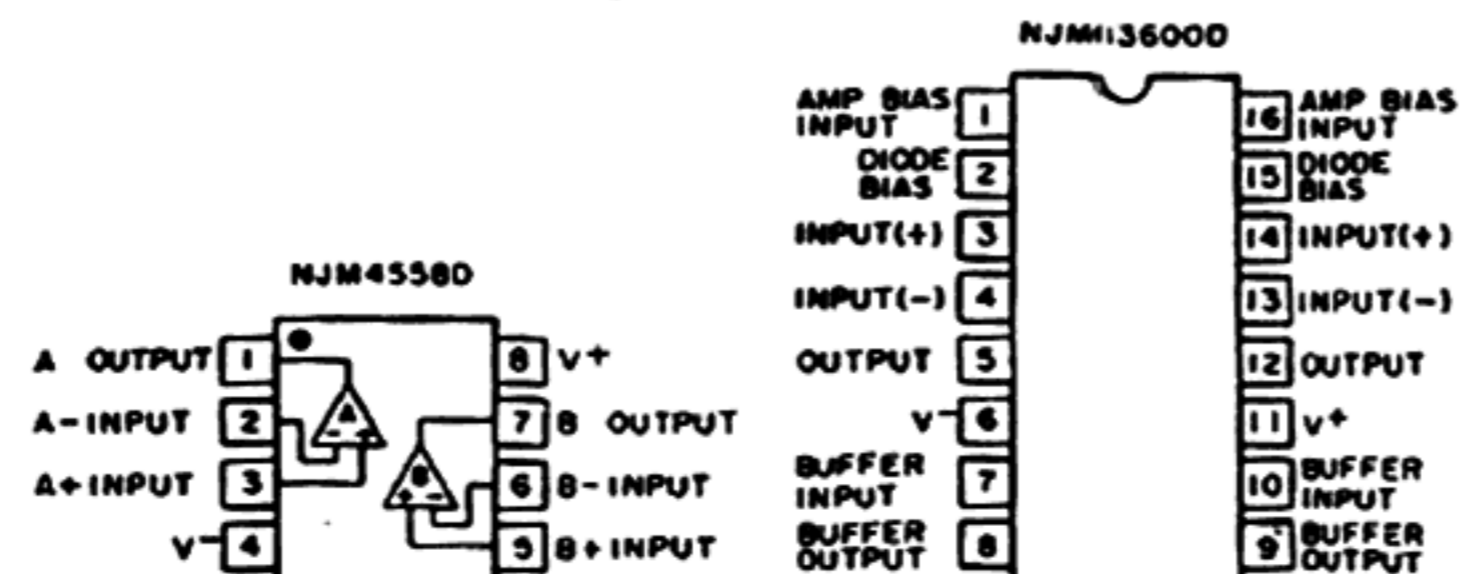 NJM4558D
A OUTPUT 1
8 V+
A-INPUT 2
A
- +
7 B OUTPUT
A+INPUT 3
B
+ -
6 B-INPUT
V- 4
5 B+INPUT
NJM13600D
AMP BIAS
INPUT
1
16
AMP BIAS
INPUT
DIODE
BIAS
2
15
DIODE
BIAS
INPUT(+) 3
14 INPUT(+)
INPUT(-) 4
13 INPUT(-)
OUTPUT 5
12 OUTPUT
V- 6
11 V+
BUFFER
INPUT
7
10
BUFFER
INPUT
BUFFER
OUTPUT
8
9
BUFFER
OUTPUT